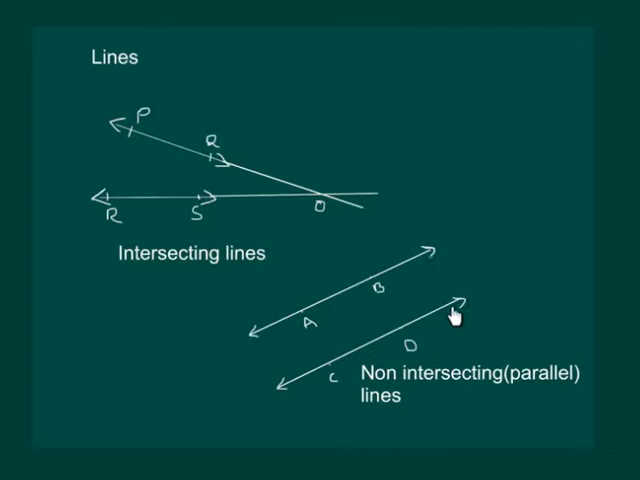 Lines
P
Q
R
S
O
Intersecting lines
B
A
D
C
Non intersecting(parallel)
lines